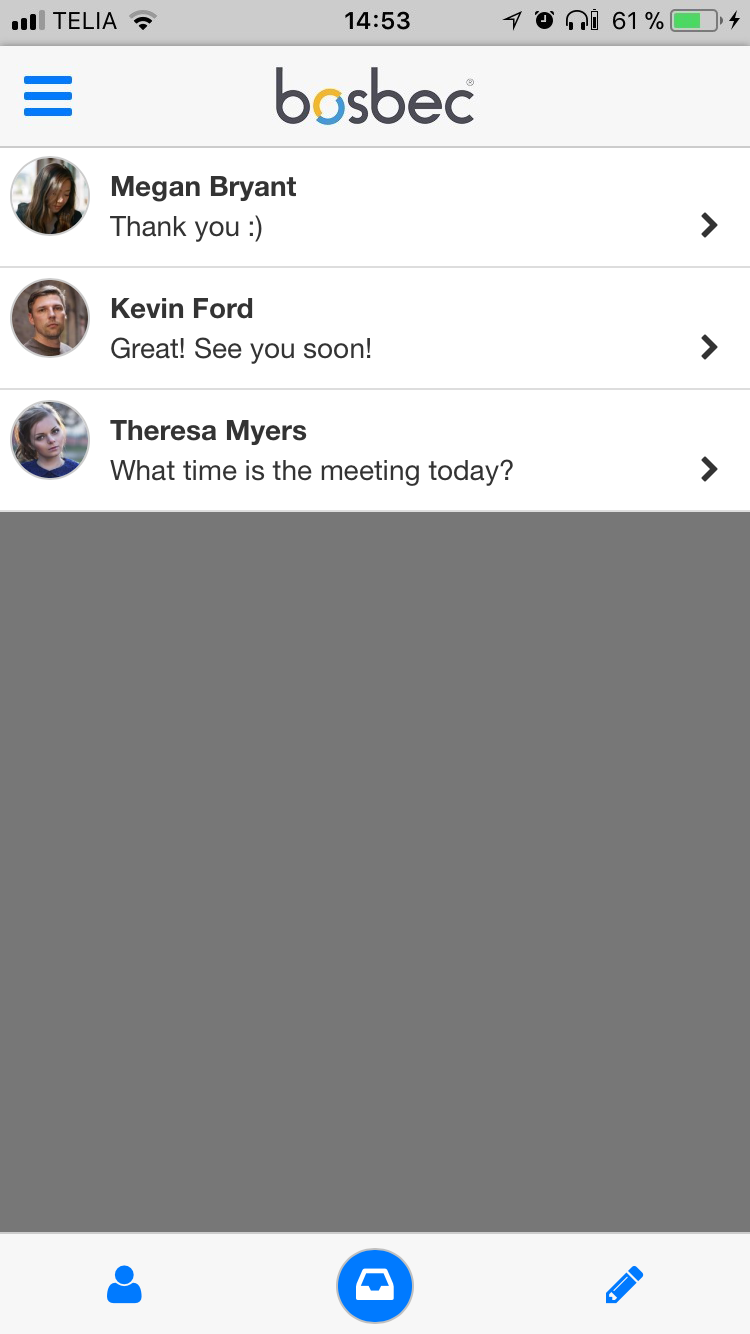 TELIA 14:53 61 %
bosbec®
Megan Bryant
Thank you :)
Kevin Ford
Great! See you soon!
Theresa Myers
What time is the meeting today?